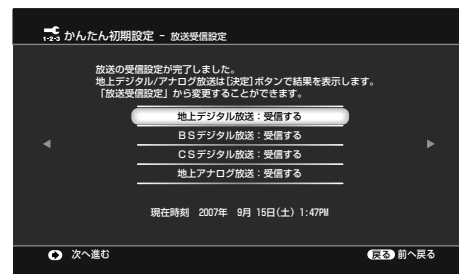 1-2-3 かんたん初期設定 － 放送受信設定
放送の受信設定が完了しました。
地上デジタル/アナログ放送は[決定]ボタンで結果を表示します。
「放送受信設定」から変更することができます。
地上デジタル放送：受信する
ＢＳデジタル放送：受信する
ＣＳデジタル放送：受信する
地上アナログ放送：受信する
現在時刻 2007年 9月 15日(土) 1:47PM
次へ進む 戻る 前へ戻る